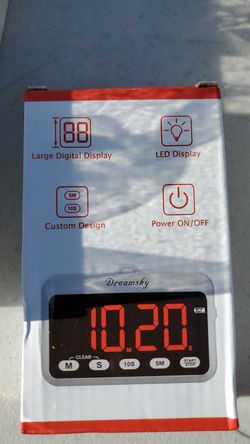 88
Large Digital Display
LED Display
5M
10S
Custom Design
Power ON/OFF
Dreamsky
10 20
M S
CLEAR
M S 10S 5M START
STOP